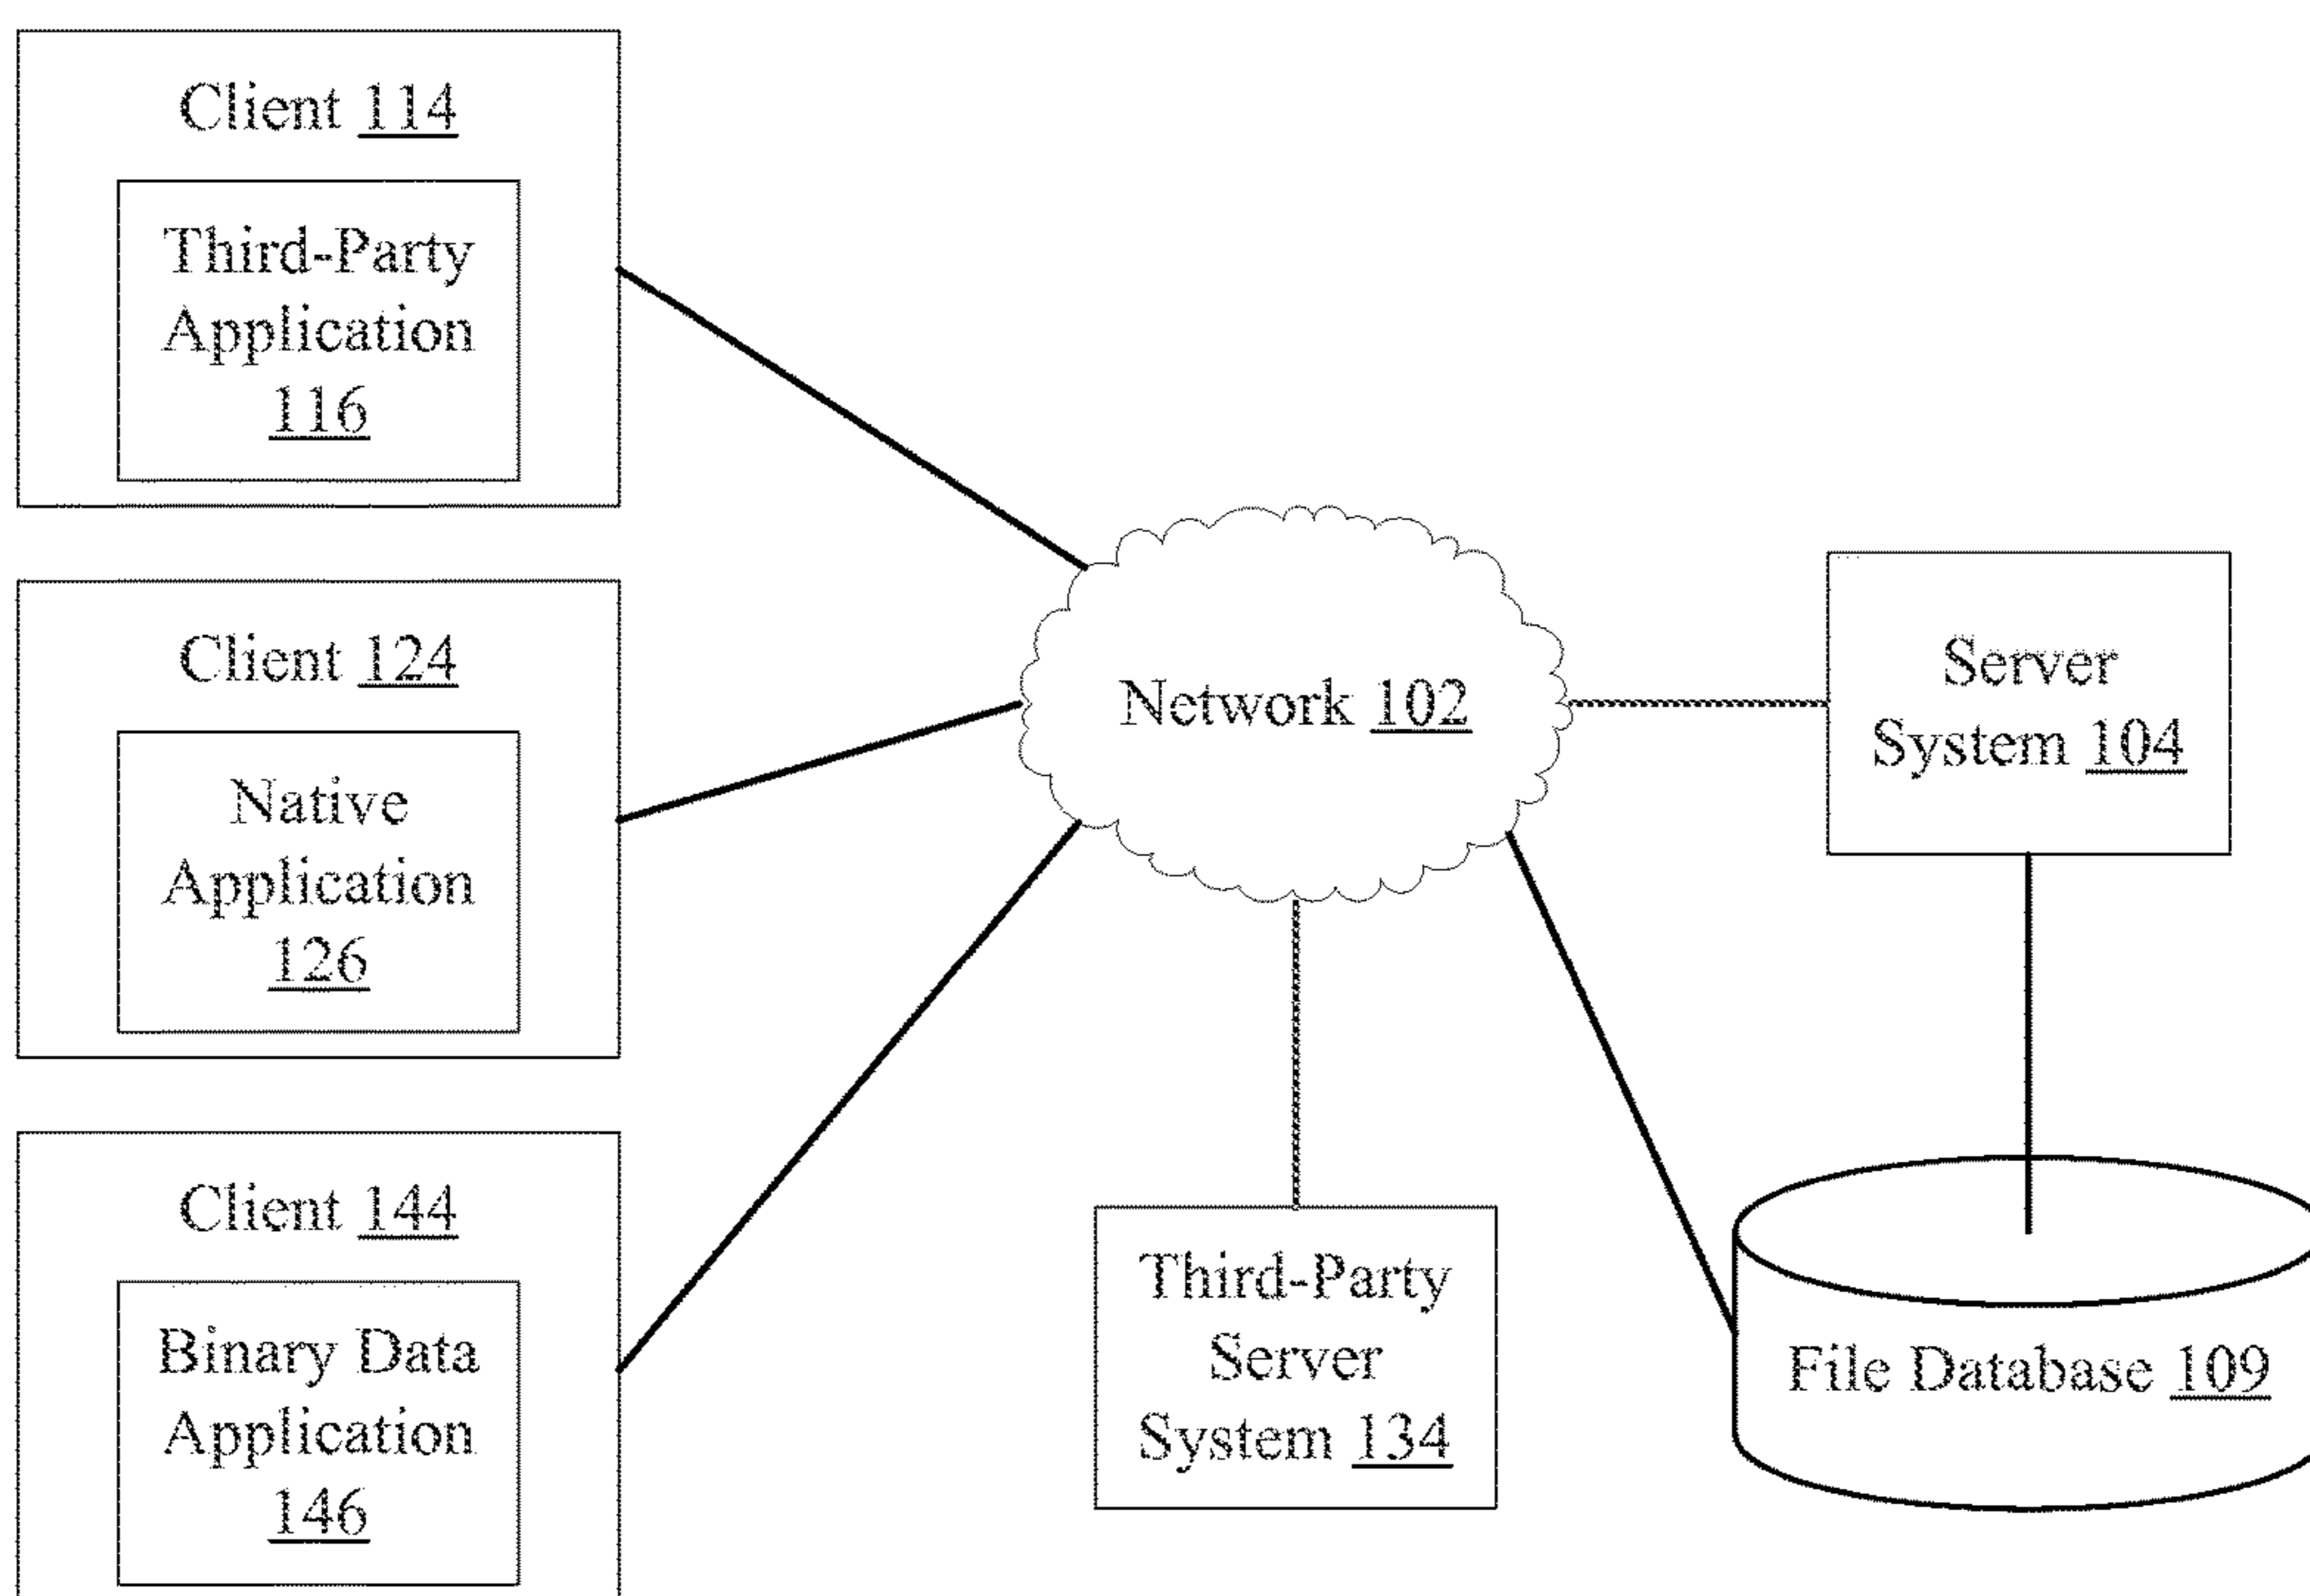 Client 114
Third-Party
Application
116
Client 124
Native
Application
126
Client 144
Binary Data
Application
146
Network 102
Server
System 104
Third-Party
Server
System 134
File Database 109